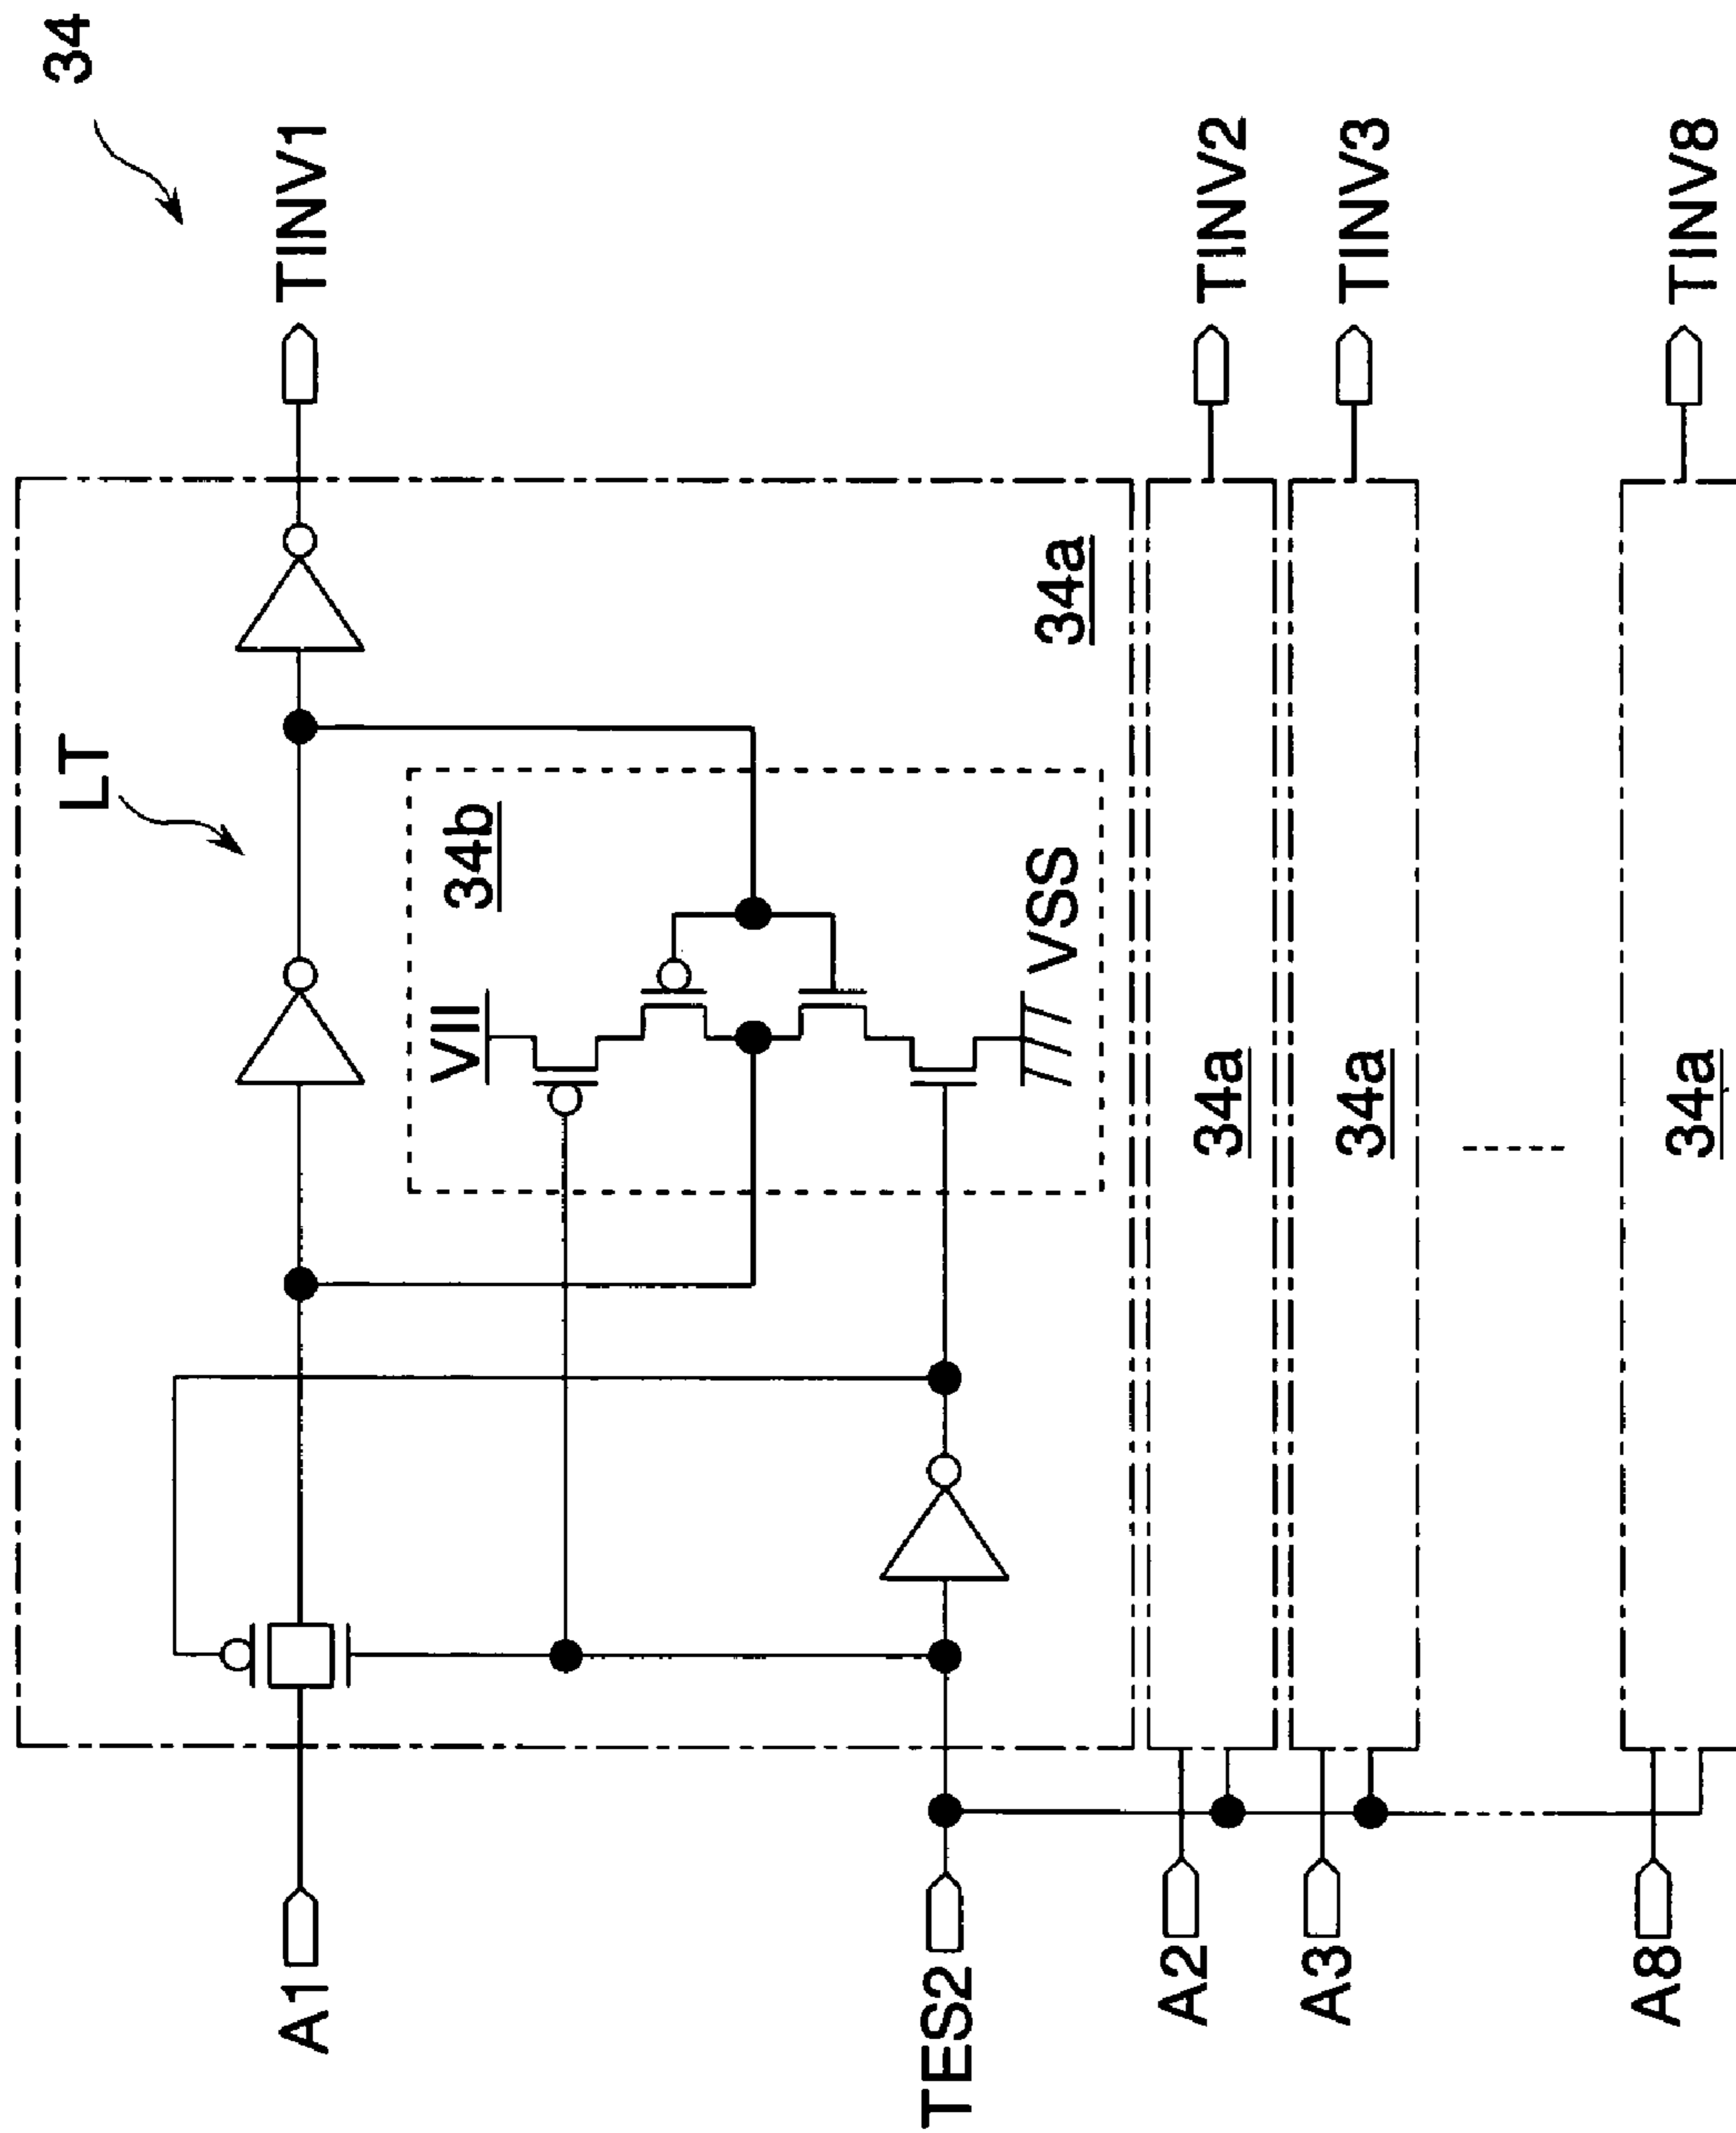 34
A1
TINV1
LT
34b
VII
VSS
34a
TES2
A2
34a
TINV2
A3
34a
TINV3
A8
34a
TINV8